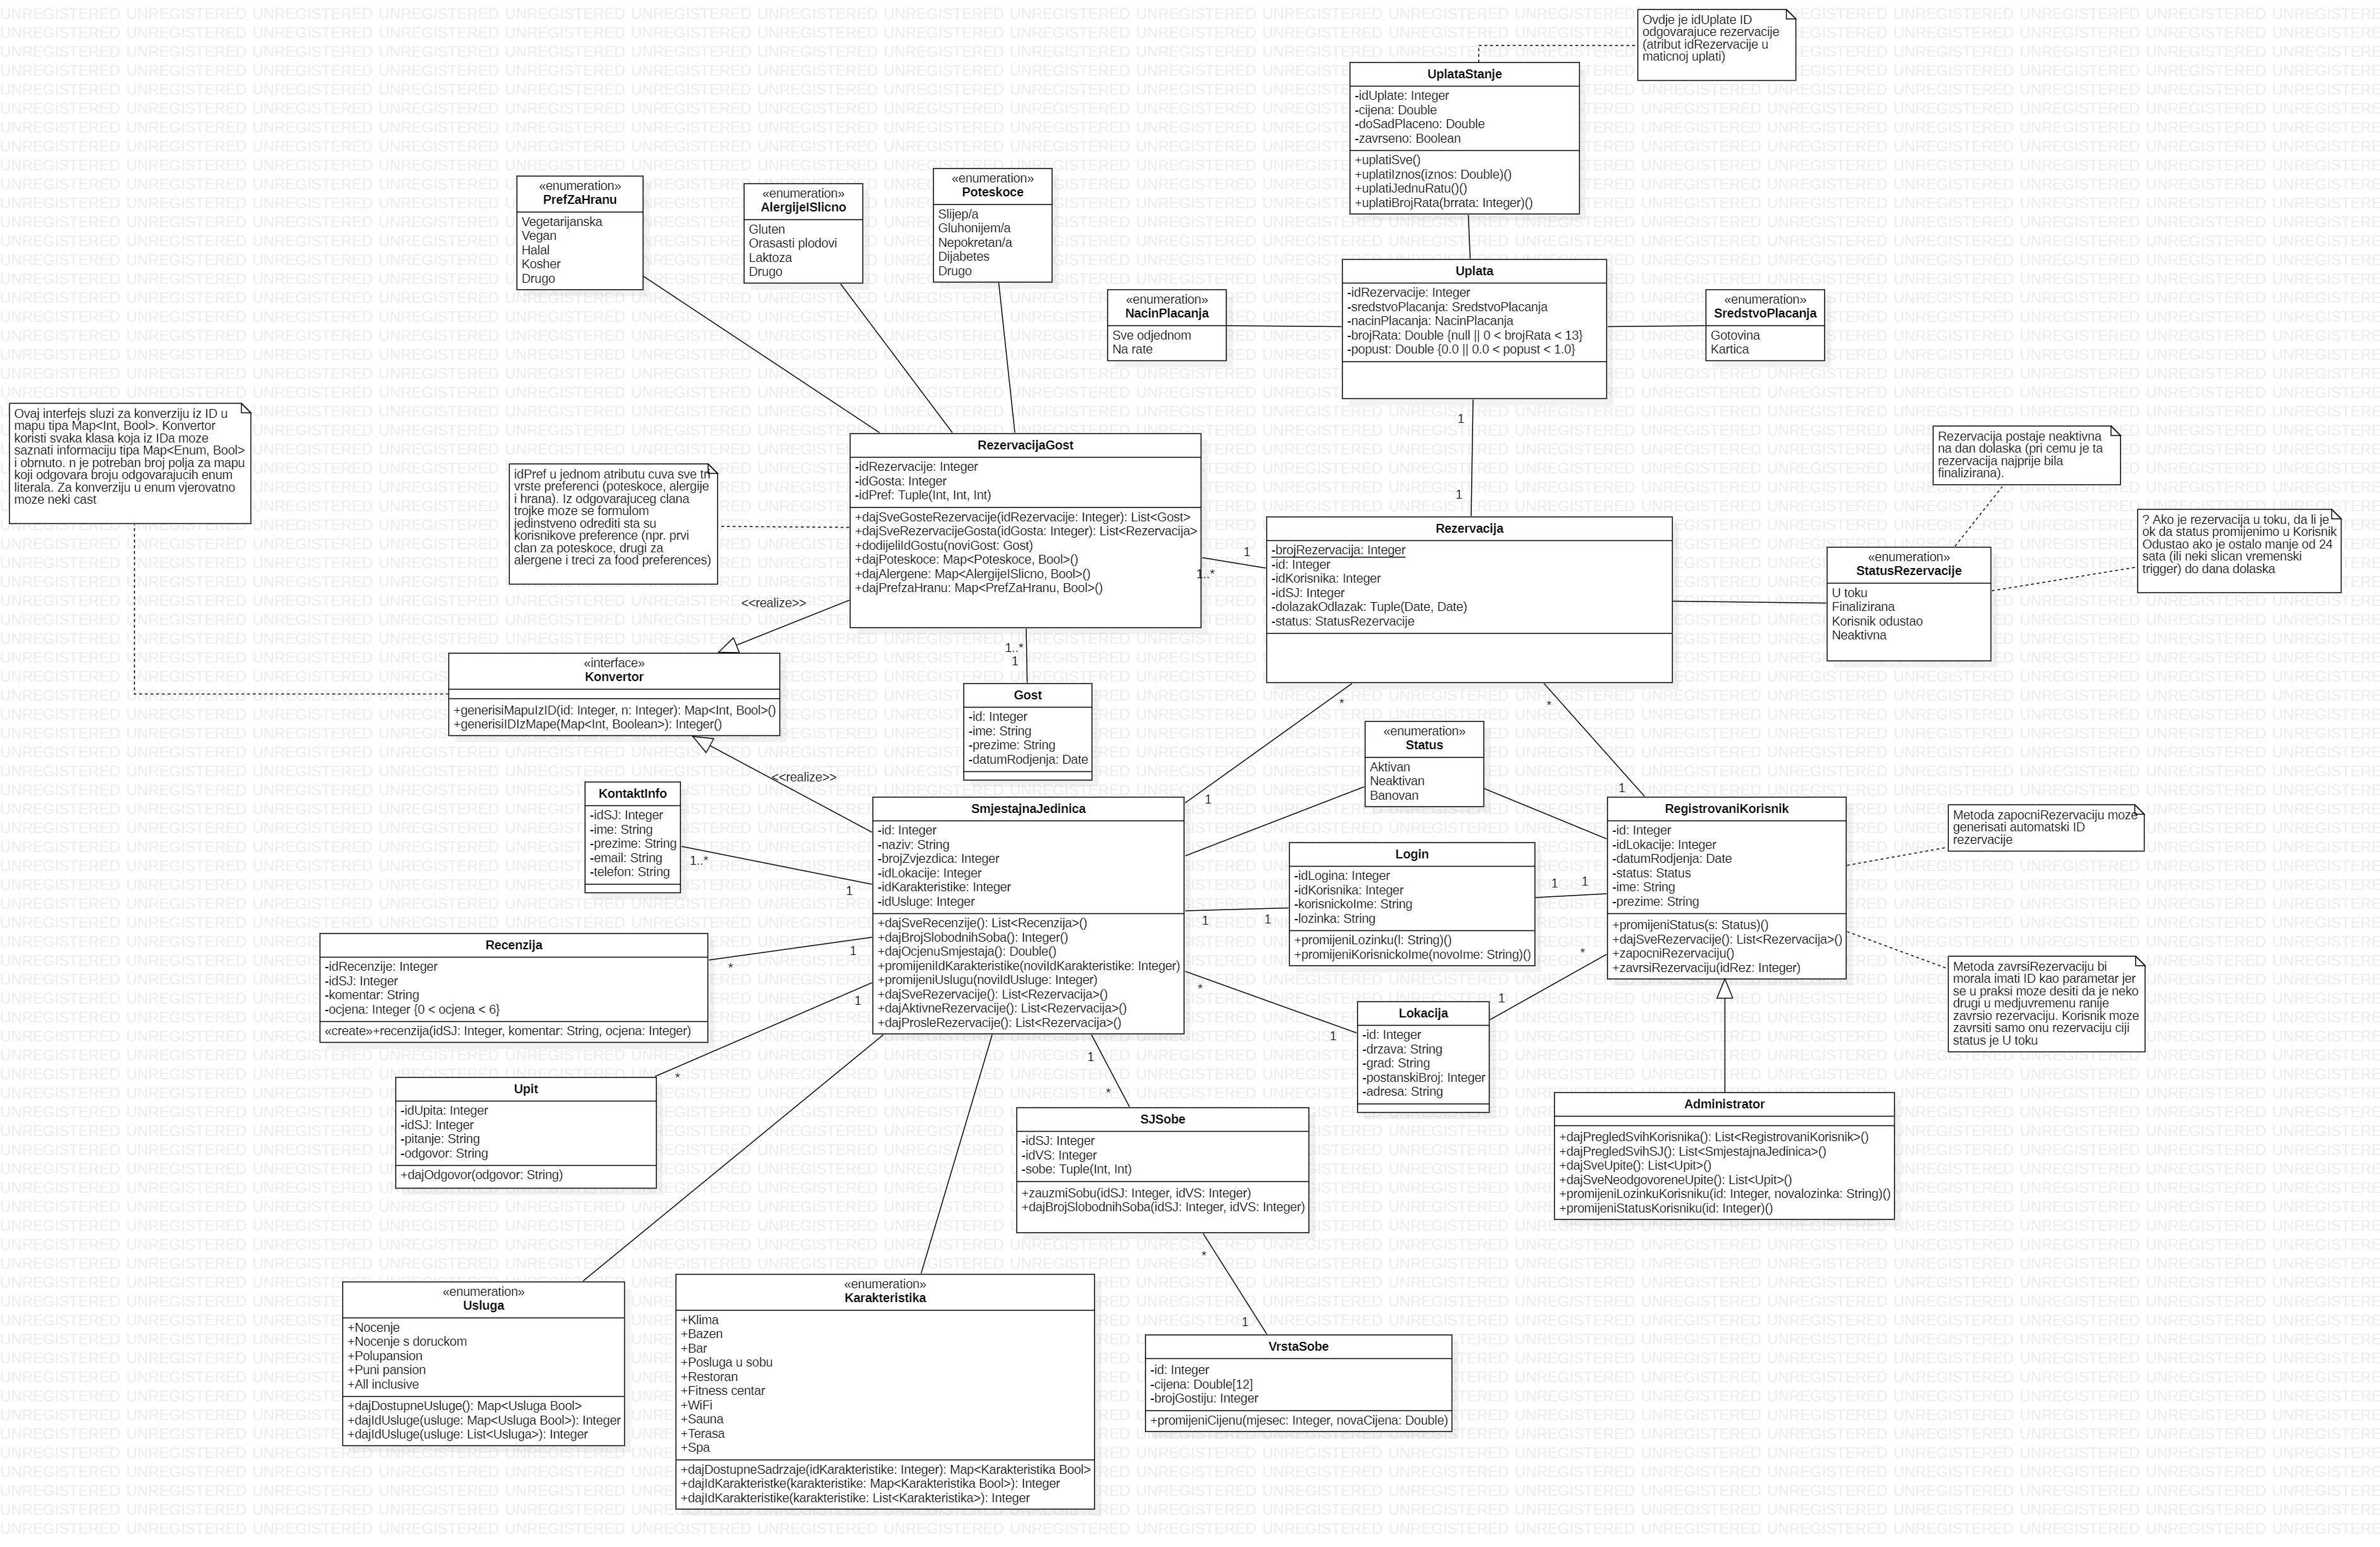 Ovdje je idUplate ID
odgovarajuce rezervacije
(atribut idRezervacije u
maticnoj uplati)
UplataStanje
-idUplate: Integer
-cijena: Double
-doSadPlaceno: Double
-zavrseno: Boolean
+uplatiSve()
+uplatiIznos(iznos: Double)()
+uplatiJednuRatu()()
+uplatiBrojRata(brrata: Integer)()
«enumeration»
PrefZaHranu
Vegetarijanska
Vegan
Halal
Kosher
Drugo
«enumeration»
AlergijeISlicno
Gluten
Orasasti plodovi
Laktoza
Drugo
«enumeration»
Poteskoce
Slijep/a
Gluhonijem/a
Nepokretan/a
Dijabetes
Drugo
«enumeration»
NacinPlacanja
Sve odjednom
Na rate
Uplata
-idRezervacije: Integer
-sredstvoPlacanja: SredstvoPlacanja
-nacinPlacanja: NacinPlacanja
-brojRata: Double {null || 0 < brojRata < 13}
-popust: Double {0.0 || 0.0 < popust < 1.0}
«enumeration»
SredstvoPlacanja
Gotovina
Kartica
1
1
Ovaj interfejs sluzi za konverziju iz ID u
mapu tipa Map<Int, Bool>. Konvertor
koristi svaka klasa koja iz IDa moze
saznati informaciju tipa Map<Enum, Bool>
i obrnuto. n je potreban broj polja za mapu
koji odgovara broju odgovarajucih enum
literala. Za konverziju u enum vjerovatno
moze neki cast
idPref u jednom atributu cuva sve tri
vrste preferenci (poteskoce, alergije
i hrana). Iz odgovarajuceg clana
trojke moze se formulom
jedinstveno odrediti sta su
korisnikove preference (npr. prvi
clan za poteskoce, drugi za
alergene i treci za food preferences)
RezervacijaGost
-idRezervacije: Integer
-idGosta: Integer
-idPref: Tuple(Int, Int, Int)
+dajSveGosteRezervacije(idRezervacije: Integer): List<Gost>
+dajSveRezervacijeGosta(idGosta: Integer): List<Rezervacija>
+dodijeliIdGostu(noviGost: Gost)
+dajPoteskoce: Map<Poteskoce, Bool>()
+dajAlergene: Map<AlergijeISlicno, Bool>()
+dajPrefzaHranu: Map<PrefZaHranu, Bool>()
1
1..*
Rezervacija
-brojRezervacija: Integer
-id: Integer
-idKorisnika: Integer
-idSJ: Integer
-dolazakOdlazak: Tuple(Date, Date)
-status: StatusRezervacije
Rezervacija postaje neaktivna
na dan dolaska (pri cemu je ta
rezervacija najprije bila
finalizirana).
? Ako je rezervacija u toku, da li je
ok da status promijenimo u Korisnik
Odustao ako je ostalo manje od 24
sata (ili neki slican vremenski
trigger) do dana dolaska
«enumeration»
StatusRezervacije
U toku
Finalizirana
Korisnik odustao
Neaktivna
<<realize>>
«interface»
Konvertor
+generisiMapuIzID(id: Integer, n: Integer): Map<Int, Bool>()
+generisiIDIzMape(Map<Int, Boolean>): Integer()
<<realize>>
1..*
1
Gost
-id: Integer
-ime: String
-prezime: String
-datumRodjenja: Date
*
1
*
1
«enumeration»
Status
Aktivan
Neaktivan
Banovan
KontaktInfo
-idSJ: Integer
-ime: String
-prezime: String
-email: String
-telefon: String
1..*
1
SmjestajnaJedinica
-id: Integer
-naziv: String
-brojZvjezdica: Integer
-idLokacije: Integer
-idKarakteristike: Integer
-idUsluge: Integer
+dajSveRecenzije(): List<Recenzija>()
+dajBrojSlobodnihSoba(): Integer()
+dajOcjenuSmjestaja(): Double()
+promijeniIdKarakteristike(noviIdKarakteristike: Integer)
+promijeniUslugu(noviIdUsluge: Integer)
+dajSveRezervacije(): List<Rezervacija>()
+dajAktivneRezervacije(): List<Rezervacija>()
+dajProsleRezervacije(): List<Rezervacija>()
Login
-idLogina: Integer
-idKorisnika: Integer
-korisnickoIme: String
-lozinka: String
+promijeniLozinku(l: String)()
+promijeniKorisnickoIme(novoIme: String)()
1
1
1
1
RegistrovaniKorisnik
-id: Integer
-idLokacije: Integer
-datumRodjenja: Date
-status: Status
-ime: String
-prezime: String
+promijeniStatus(s: Status)()
+dajSveRezervacije(): List<Rezervacija>()
+zapocniRezervaciju()
+zavrsiRezervaciju(idRez: Integer)
Metoda zapocniRezervaciju moze
generisati automatski ID
rezervacije
Metoda zavrsiRezervaciju bi
morala imati ID kao parametar jer
se u praksi moze desiti da je neko
drugi u medjuvremenu ranije
zavrsio rezervaciju. Korisnik moze
zavrsiti samo onu rezervaciju ciji
status je U toku
Recenzija
-idRecenzije: Integer
-idSJ: Integer
-komentar: String
-ocjena: Integer {0 < ocjena < 6}
«create»+recenzija(idSJ: Integer, komentar: String, ocjena: Integer)
*
1
Upit
-idUpita: Integer
-idSJ: Integer
-pitanje: String
-odgovor: String
+dajOdgovor(odgovor: String)
*
1
*
1
*
1
Lokacija
-id: Integer
-drzava: String
-grad: String
-postanskiBroj: Integer
-adresa: String
1
*
SJSobe
-idSJ: Integer
-idVS: Integer
-sobe: Tuple(Int, Int)
+zauzmiSobu(idSJ: Integer, idVS: Integer)
+dajBrojSlobodnihSoba(idSJ: Integer, idVS: Integer)
Administrator
+dajPregledSvihKorisnika(): List<RegistrovaniKorisnik>()
+dajPregledSvihSJ(): List<SmjestajnaJedinica>()
+dajSveUpite(): List<Upit>()
+dajSveNeodgovoreneUpite(): List<Upit>()
+promijeniLozinkuKorisniku(id: Integer, novalozinka: String)()
+promijeniStatusKorisniku(id: Integer)()
*
1
«enumeration»
Usluga
+Nocenje
+Nocenje s doruckom
+Polupansion
+Puni pansion
+All inclusive
+dajDostupneUsluge(): Map<Usluga Bool>
+dajIdUsluge(usluge: Map<Usluga Bool>): Integer
+dajIdUsluge(usluge: List<Usluga>): Integer
«enumeration»
Karakteristika
+Klima
+Bazen
+Bar
+Posluga u sobu
+Restoran
+Fitness centar
+WiFi
+Sauna
+Terasa
+Spa
+dajDostupneSadrzaje(idKarakteristike: Integer): Map<Karakteristika Bool>
+dajIdKarakteristke(karakteristike: Map<Karakteristika Bool>): Integer
+dajIdKarakteristike(karakteristike: List<Karakteristika>): Integer
VrstaSobe
-id: Integer
-cijena: Double[12]
-brojGostiju: Integer
+promijeniCijenu(mjesec: Integer, novaCijena: Double)
UNREGISTERED